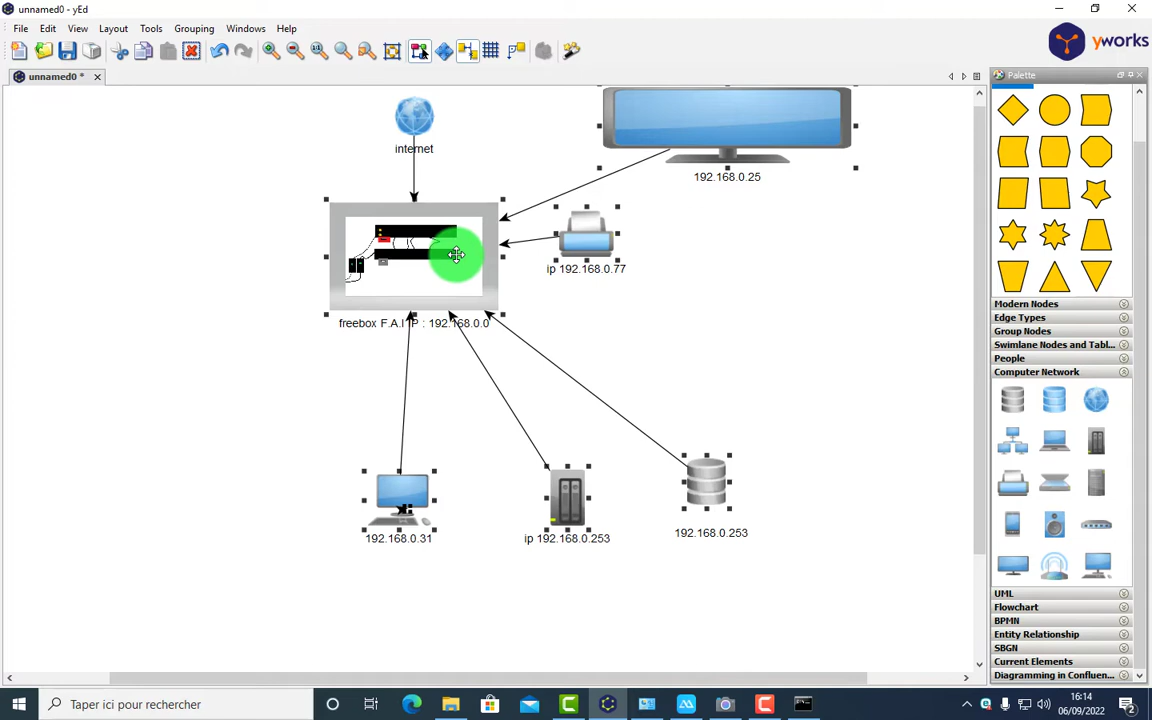 unnamed0 - yEd
File Edit View Layout Tools Grouping Windows Help
yworks
unnamed0 *
Palette
internet
192.168.0.25
ip 192.168.0.77
freebox F.A.I IP : 192.168.0.0
192.168.0.31
ip 192.168.0.253
192.168.0.253
Modern Nodes
Edge Types
Group Nodes
Swimlane Nodes and Tabl...
People
Computer Network
UML
Flowchart
BPMN
Entity Relationship
SBGN
Current Elements
Diagramming in Confluen...
Taper ici pour rechercher
16:14
06/09/2022
2